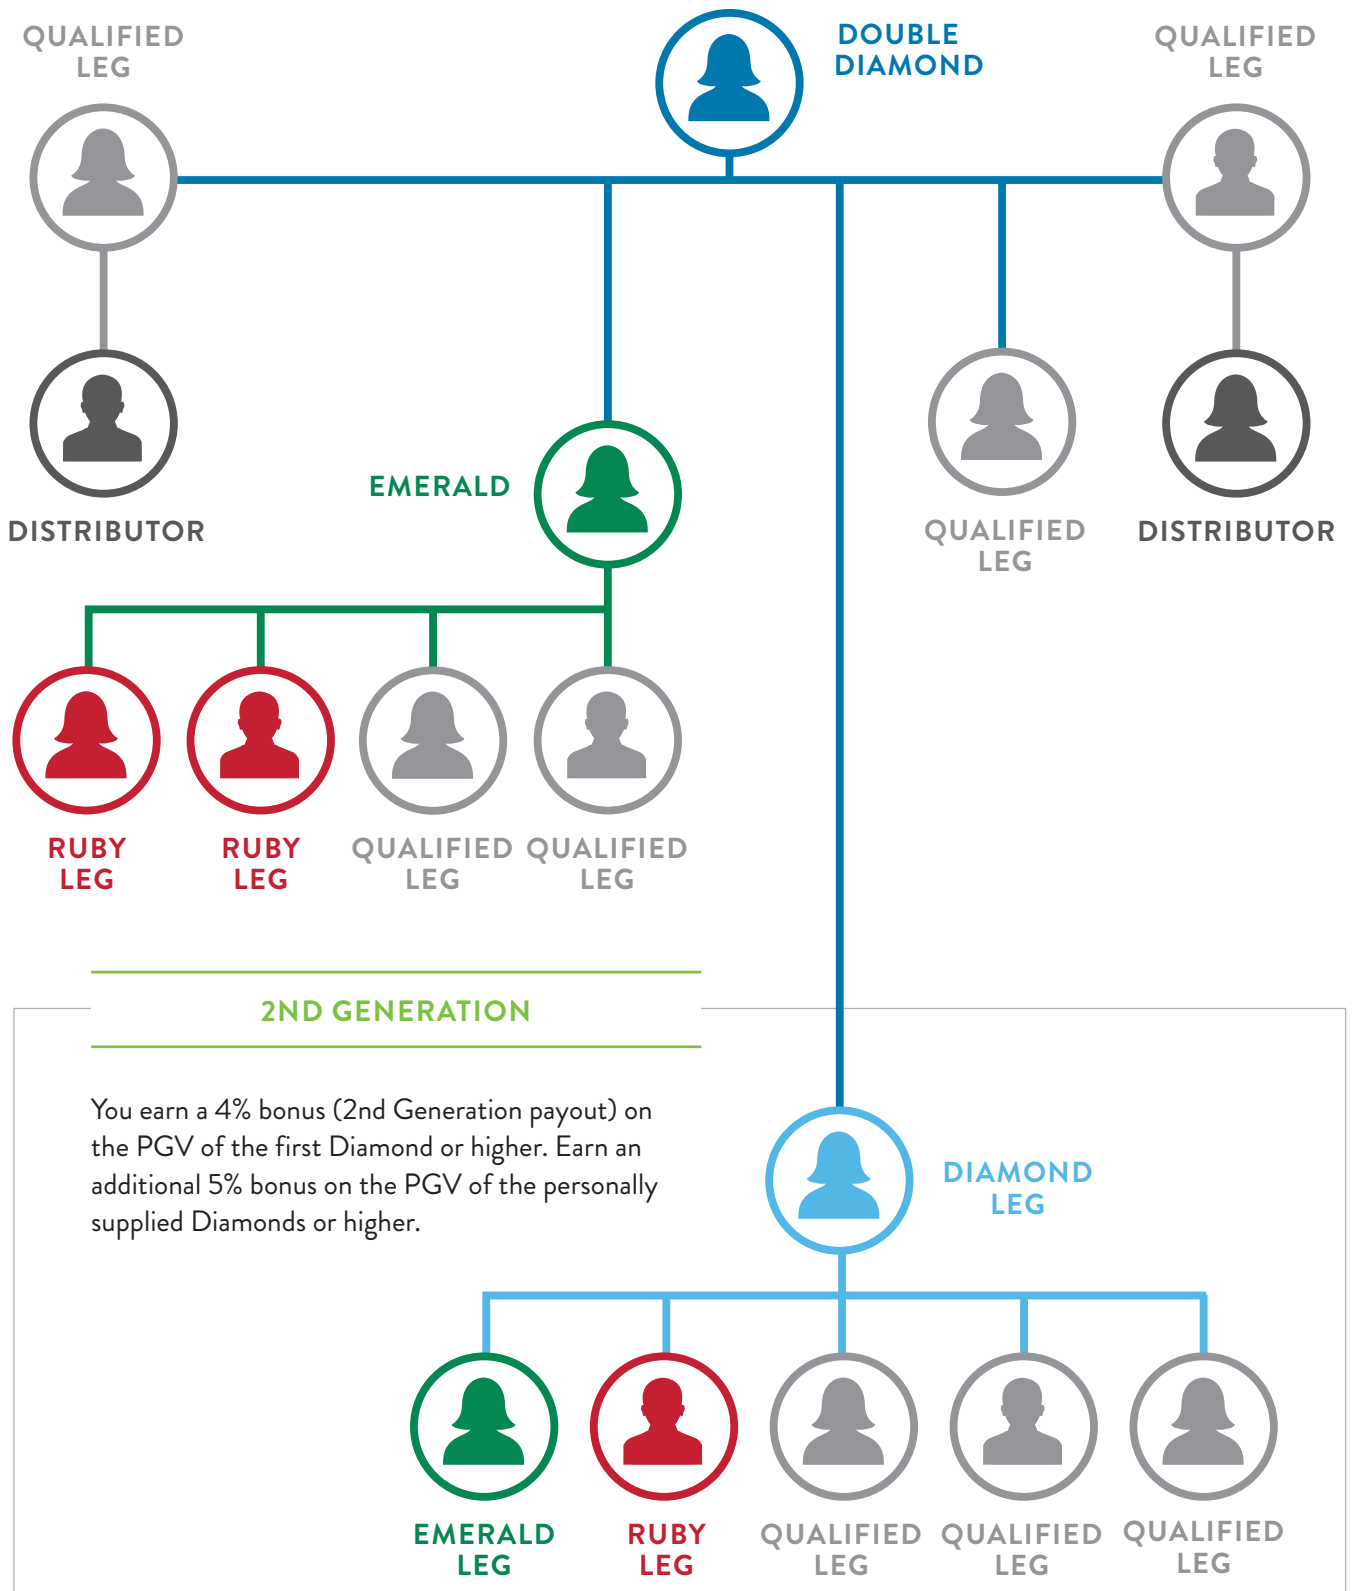 QUALIFIED
LEG
DOUBLE
DIAMOND
QUALIFIED
LEG
DISTRIBUTOR
EMERALD
QUALIFIED
LEG
DISTRIBUTOR
RUBY
LEG
RUBY
LEG
QUALIFIED
LEG
QUALIFIED
LEG
2ND GENERATION
You earn a 4% bonus (2nd Generation payout) on
the PGV of the first Diamond or higher. Earn an
additional 5% bonus on the PGV of the personally
supplied Diamonds or higher.
DIAMOND
LEG
EMERALD
LEG
RUBY
LEG
QUALIFIED
LEG
QUALIFIED
LEG
QUALIFIED
LEG